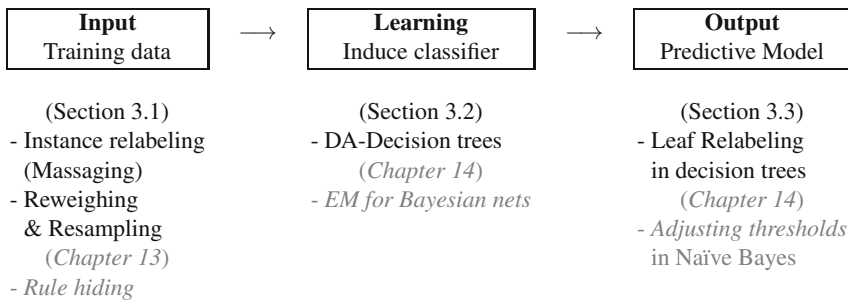 Input
Training data
⟶
Learning
Induce classifier
⟶
Output
Predictive Model
(Section 3.1)
- Instance relabeling
(Massaging)
- Reweighing
& Resampling
(Chapter 13)
- Rule hiding
(Section 3.2)
- DA-Decision trees
(Chapter 14)
- EM for Bayesian nets
(Section 3.3)
- Leaf Relabeling
in decision trees
(Chapter 14)
- Adjusting thresholds
in Naïve Bayes